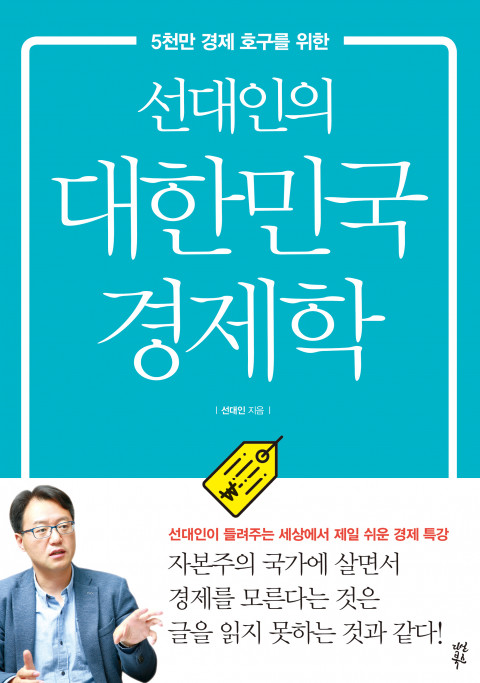 5천만 경제 호구를 위한
선대인의
대한민국
경제학
| 선대인 지음 |
₩
선대인이 들려주는 세상에서 제일 쉬운 경제 특강
자본주의 국가에 살면서
경제를 모른다는 것은
글을 읽지 못하는 것과 같다!
다산
북스